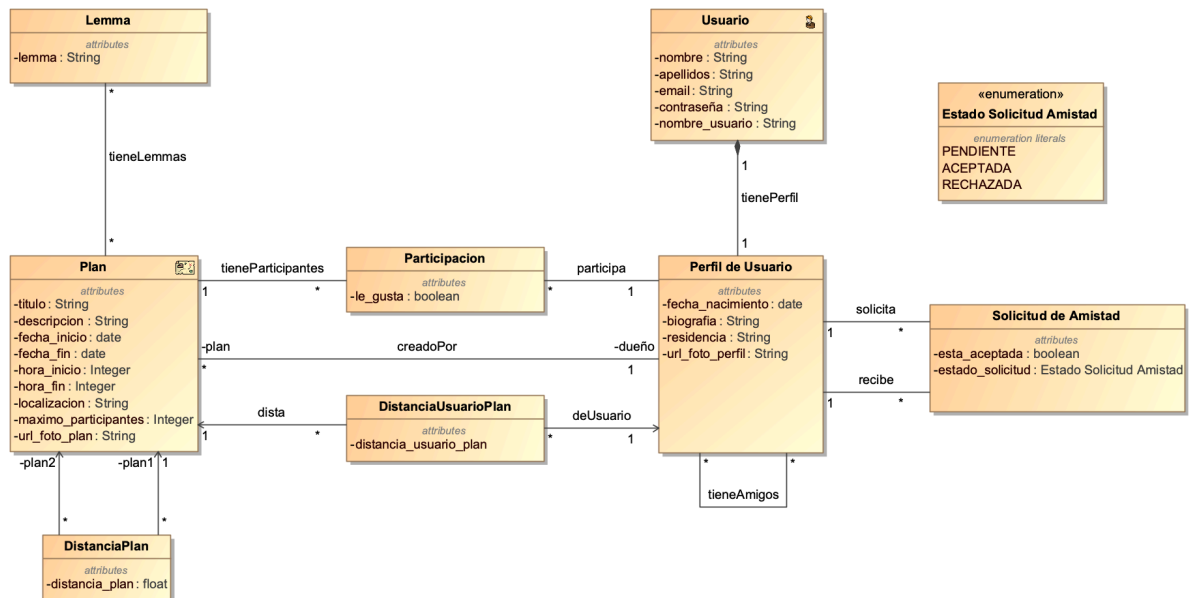 Lemma
attributes
-lemma : String
*
tieneLemmas
*
Usuario
attributes
-nombre : String
-apellidos : String
-email : String
-contraseña : String
-nombre_usuario : String
1
tienePerfil
1
«enumeration»
Estado Solicitud Amistad
enumeration literals
PENDIENTE
ACEPTADA
RECHAZADA
Plan
attributes
-titulo : String
-descripcion : String
-fecha_inicio : date
-fecha_fin : date
-hora_inicio : Integer
-hora_fin : Integer
-localizacion : String
-maximo_participantes : Integer
-url_foto_plan : String
tieneParticipantes
1
*
Participacion
attributes
-le_gusta : boolean
participa
*
1
Perfil de Usuario
attributes
-fecha_nacimiento : date
-biografia : String
-residencia : String
-url_foto_perfil : String
solicita
1
*
recibe
1
*
Solicitud de Amistad
attributes
-esta_aceptada : boolean
-estado_solicitud : Estado Solicitud Amistad
-plan
*
creadoPor
-dueño
1
dista
1
*
DistanciaUsuarioPlan
attributes
-distancia_usuario_plan
deUsuario
*
1
*
*
tieneAmigos
-plan2
-plan1
1
*
*
DistanciaPlan
attributes
-distancia_plan : float